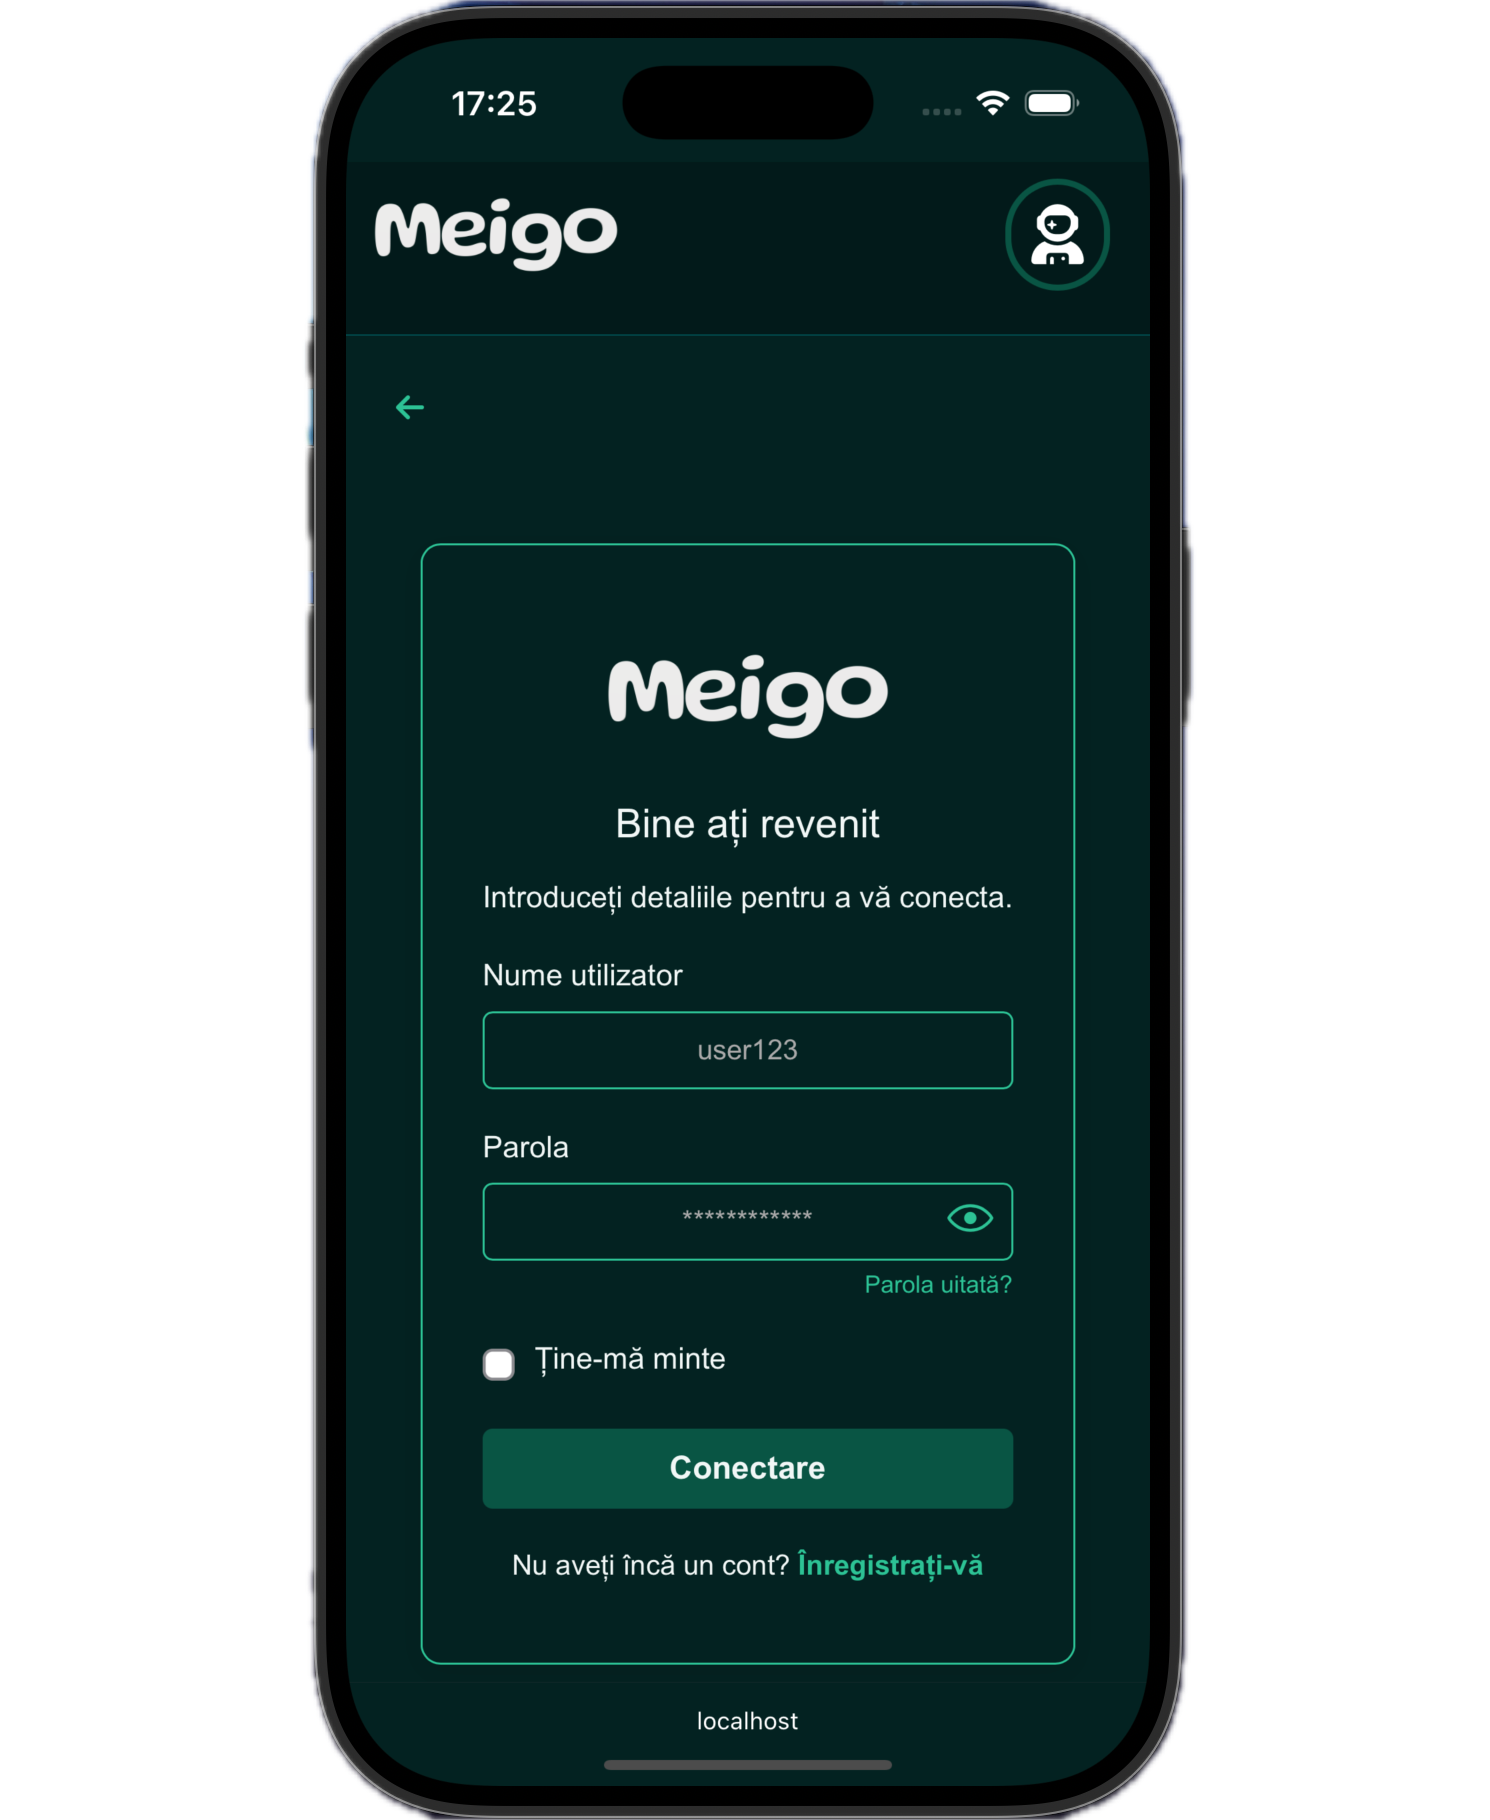 17:25
Meigo
Meigo
Bine ați revenit
Introduceți detaliile pentru a vă conecta.
Nume utilizator
user123
Parola
************
Parola uitată?
Ține-mă minte
Conectare
Nu aveți încă un cont? Înregistrați-vă
localhost